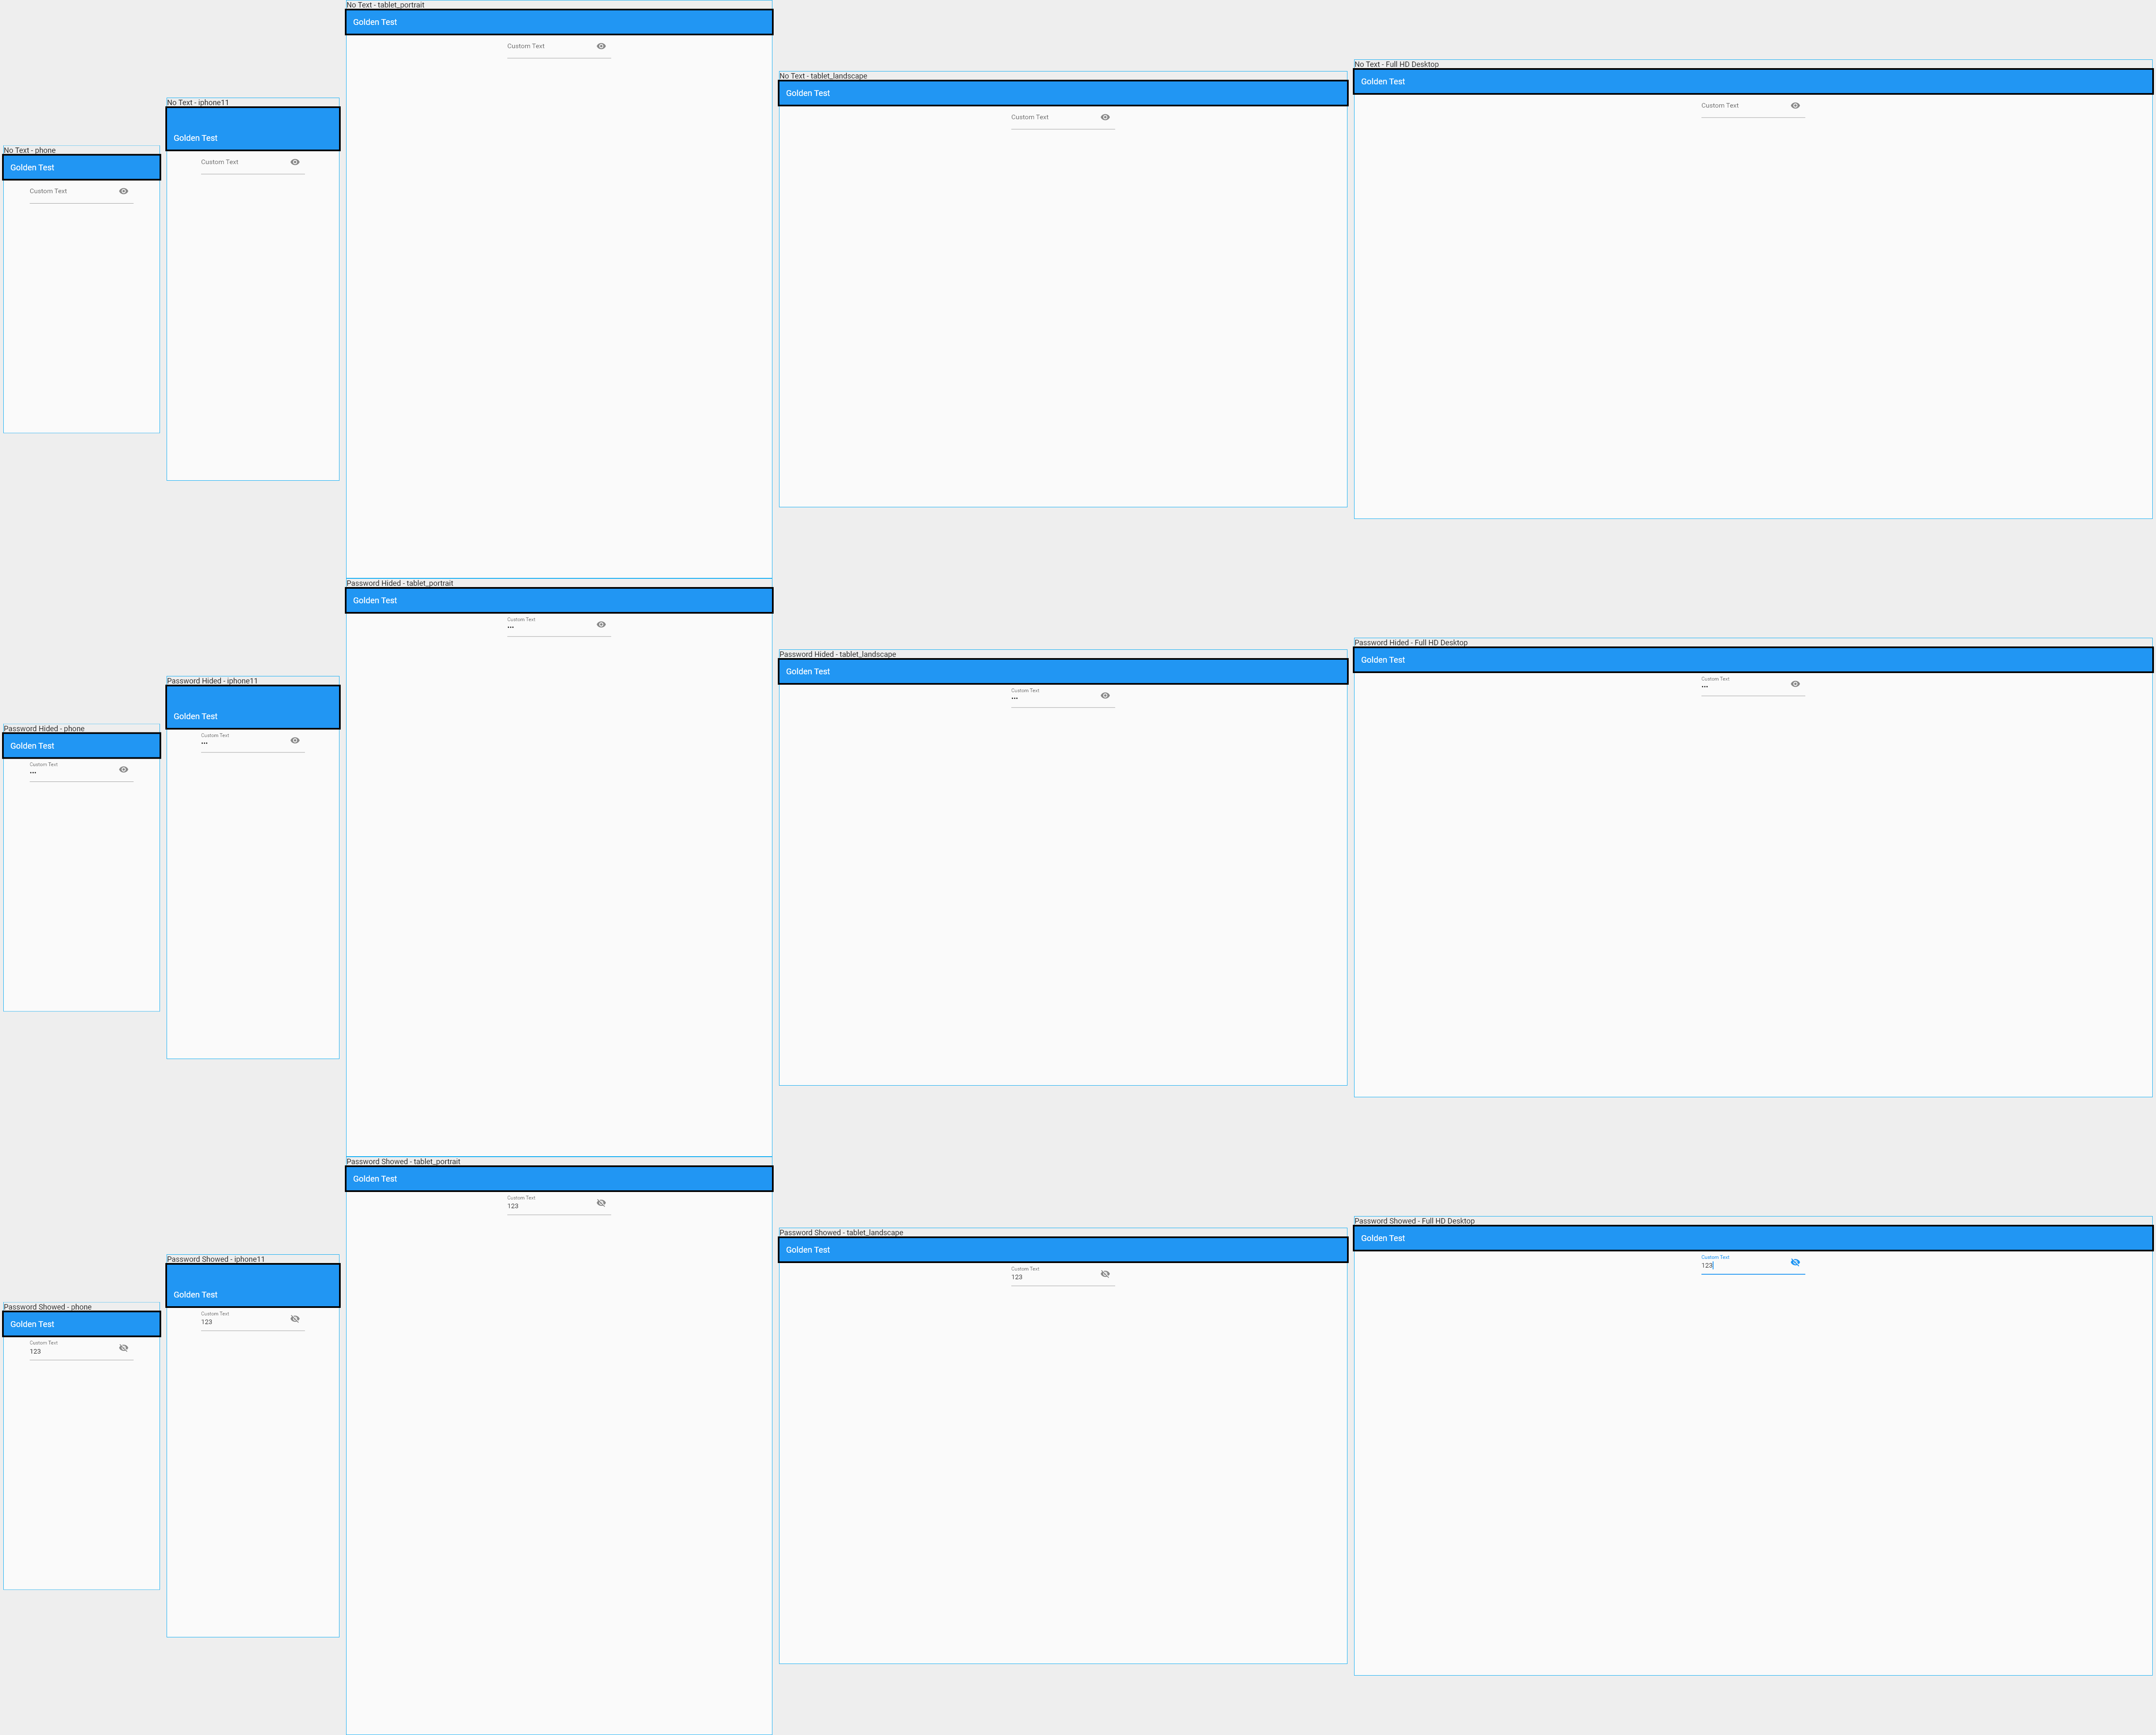 No Text - phone
Golden Test
Custom Text
No Text - iphone11
Golden Test
Custom Text
No Text - tablet_portrait
Golden Test
Custom Text
No Text - tablet_landscape
Golden Test
Custom Text
No Text - Full HD Desktop
Golden Test
Custom Text
Password Hided - phone
Golden Test
Custom Text
•••
Password Hided - iphone11
Golden Test
Custom Text
•••
Password Hided - tablet_portrait
Golden Test
Custom Text
•••
Password Hided - tablet_landscape
Golden Test
Custom Text
•••
Password Hided - Full HD Desktop
Golden Test
Custom Text
•••
Password Showed - phone
Golden Test
Custom Text
123
Password Showed - iphone11
Golden Test
Custom Text
123
Password Showed - tablet_portrait
Golden Test
Custom Text
123
Password Showed - tablet_landscape
Golden Test
Custom Text
123
Password Showed - Full HD Desktop
Golden Test
Custom Text
123